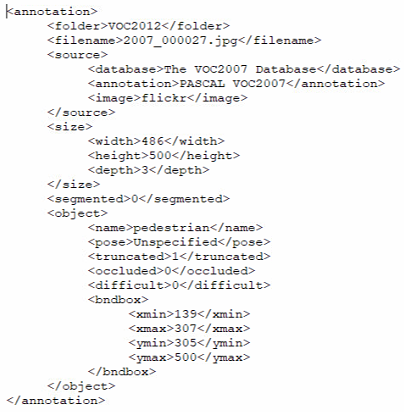 <annotation>
<folder>VOC2012</folder>
<filename>2007_000027.jpg</filename>
<source>
<database>The VOC2007 Database</database>
<annotation>PASCAL VOC2007</annotation>
<image>flickr</image>
</source>
<size>
<width>486</width>
<height>500</height>
<depth>3</depth>
</size>
<segmented>0</segmented>
<object>
<name>pedestrian</name>
<pose>Unspecified</pose>
<truncated>1</truncated>
<occluded>0</occluded>
<difficult>0</difficult>
<bndbox>
<xmin>139</xmin>
<xmax>307</xmax>
<ymin>305</ymin>
<ymax>500</ymax>
</bndbox>
</object>
</annotation>